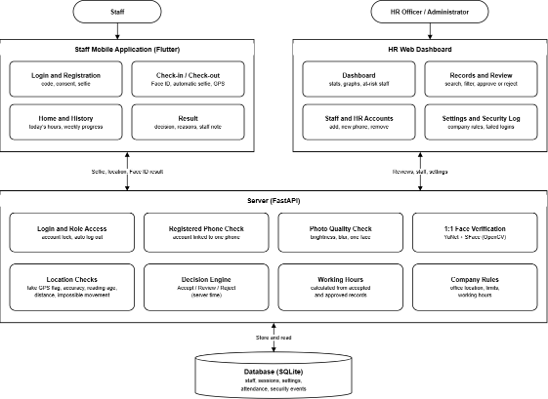 Staff
HR Officer / Administrator
Staff Mobile Application (Flutter)
Login and Registration
code, consent, selfie
Check-in / Check-out
Face ID, automatic selfie, GPS
Home and History
today's hours, weekly progress
Result
decision, reasons, staff note
HR Web Dashboard
Dashboard
stats, graphs, at-risk staff
Records and Review
search, filter, approve or reject
Staff and HR Accounts
add, new phone, remove
Settings and Security Log
company rules, failed logins
Selfie, location, Face ID result
Reviews, staff, settings
Server (FastAPI)
Login and Role Access
account lock, auto log out
Registered Phone Check
account linked to one phone
Photo Quality Check
brightness, blur, one face
1:1 Face Verification
YuNet + SFace (OpenCV)
Location Checks
fake GPS flag, accuracy, reading age,
distance, impossible movement
Decision Engine
Accept / Review / Reject
(server time)
Working Hours
calculated from accepted
and approved records
Company Rules
office location, limits,
working hours
Store and read
Database (SQLite)
staff, sessions, settings,
attendance, security events